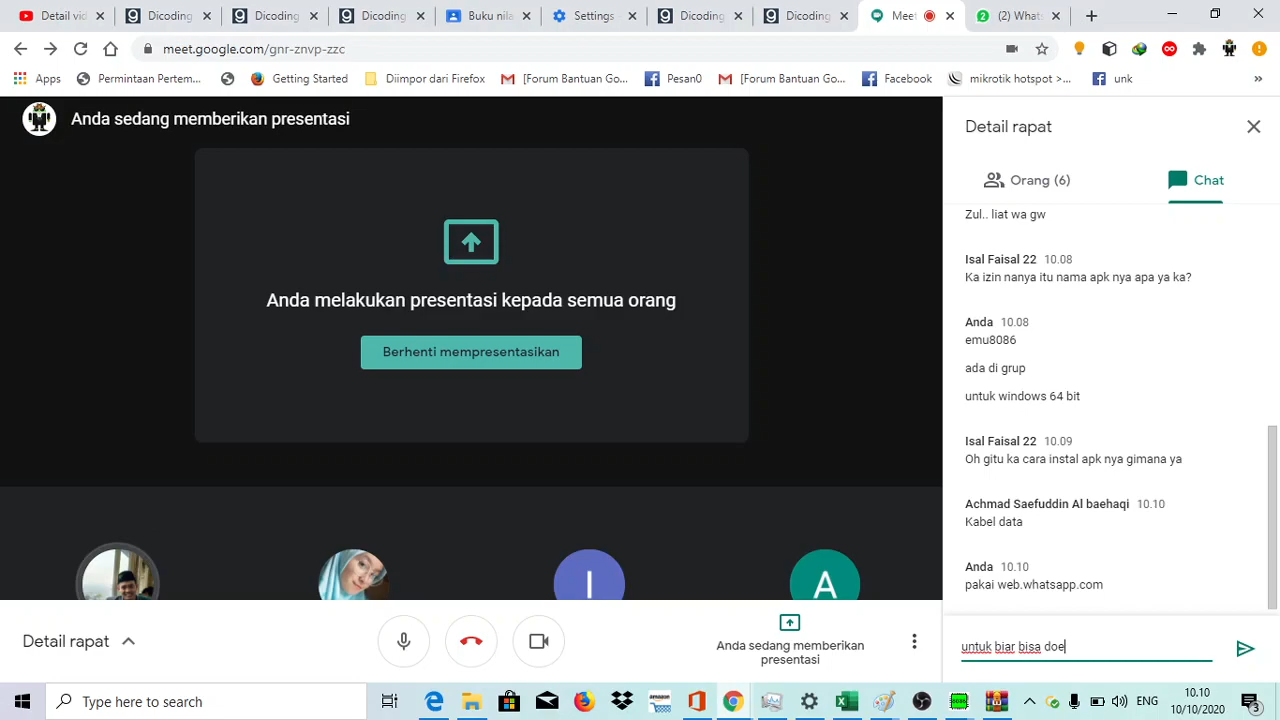 Detail vid
Dicoding
Dicoding
Dicoding
Buku nila
Settings
Dicoding
Dicoding
Meet
(2) Whats
meet.google.com/gnr-znvp-zzc
Apps
Permintaan Pertem...
Getting Started
Diimpor dari Firefox
[Forum Bantuan Go...
Pesan0
[Forum Bantuan Go...
Facebook
mikrotik hotspot >...
unk
»
Anda sedang memberikan presentasi
Anda melakukan presentasi kepada semua orang
Berhenti mempresentasikan
I
A
Detail rapat
Anda sedang memberikan
presentasi
Detail rapat
Orang (6)
Chat
Zul.. liat wa gw
Isal Faisal 22 10.08
Ka izin nanya itu nama apk nya apa ya ka?
Anda 10.08
emu8086
ada di grup
untuk windows 64 bit
Isal Faisal 22 10.09
Oh gitu ka cara instal apk nya gimana ya
Achmad Saefuddin Al baehaqi 10.10
Kabel data
Anda 10.10
pakai web.whatsapp.com
untuk biar bisa doe
Type here to search
amazon
8086
ENG
10.10
10/10/2020
3